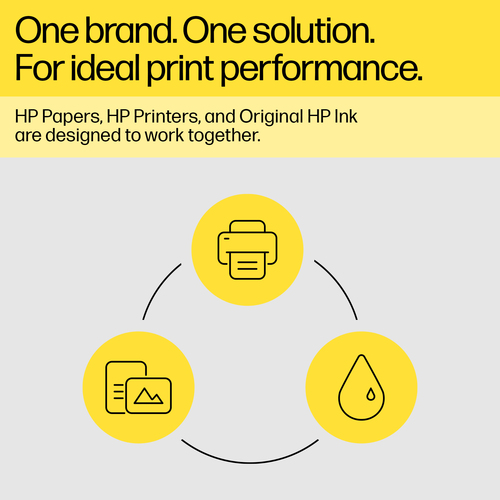 One brand. One solution.
For ideal print performance.
HP Papers, HP Printers, and Original HP Ink
are designed to work together.